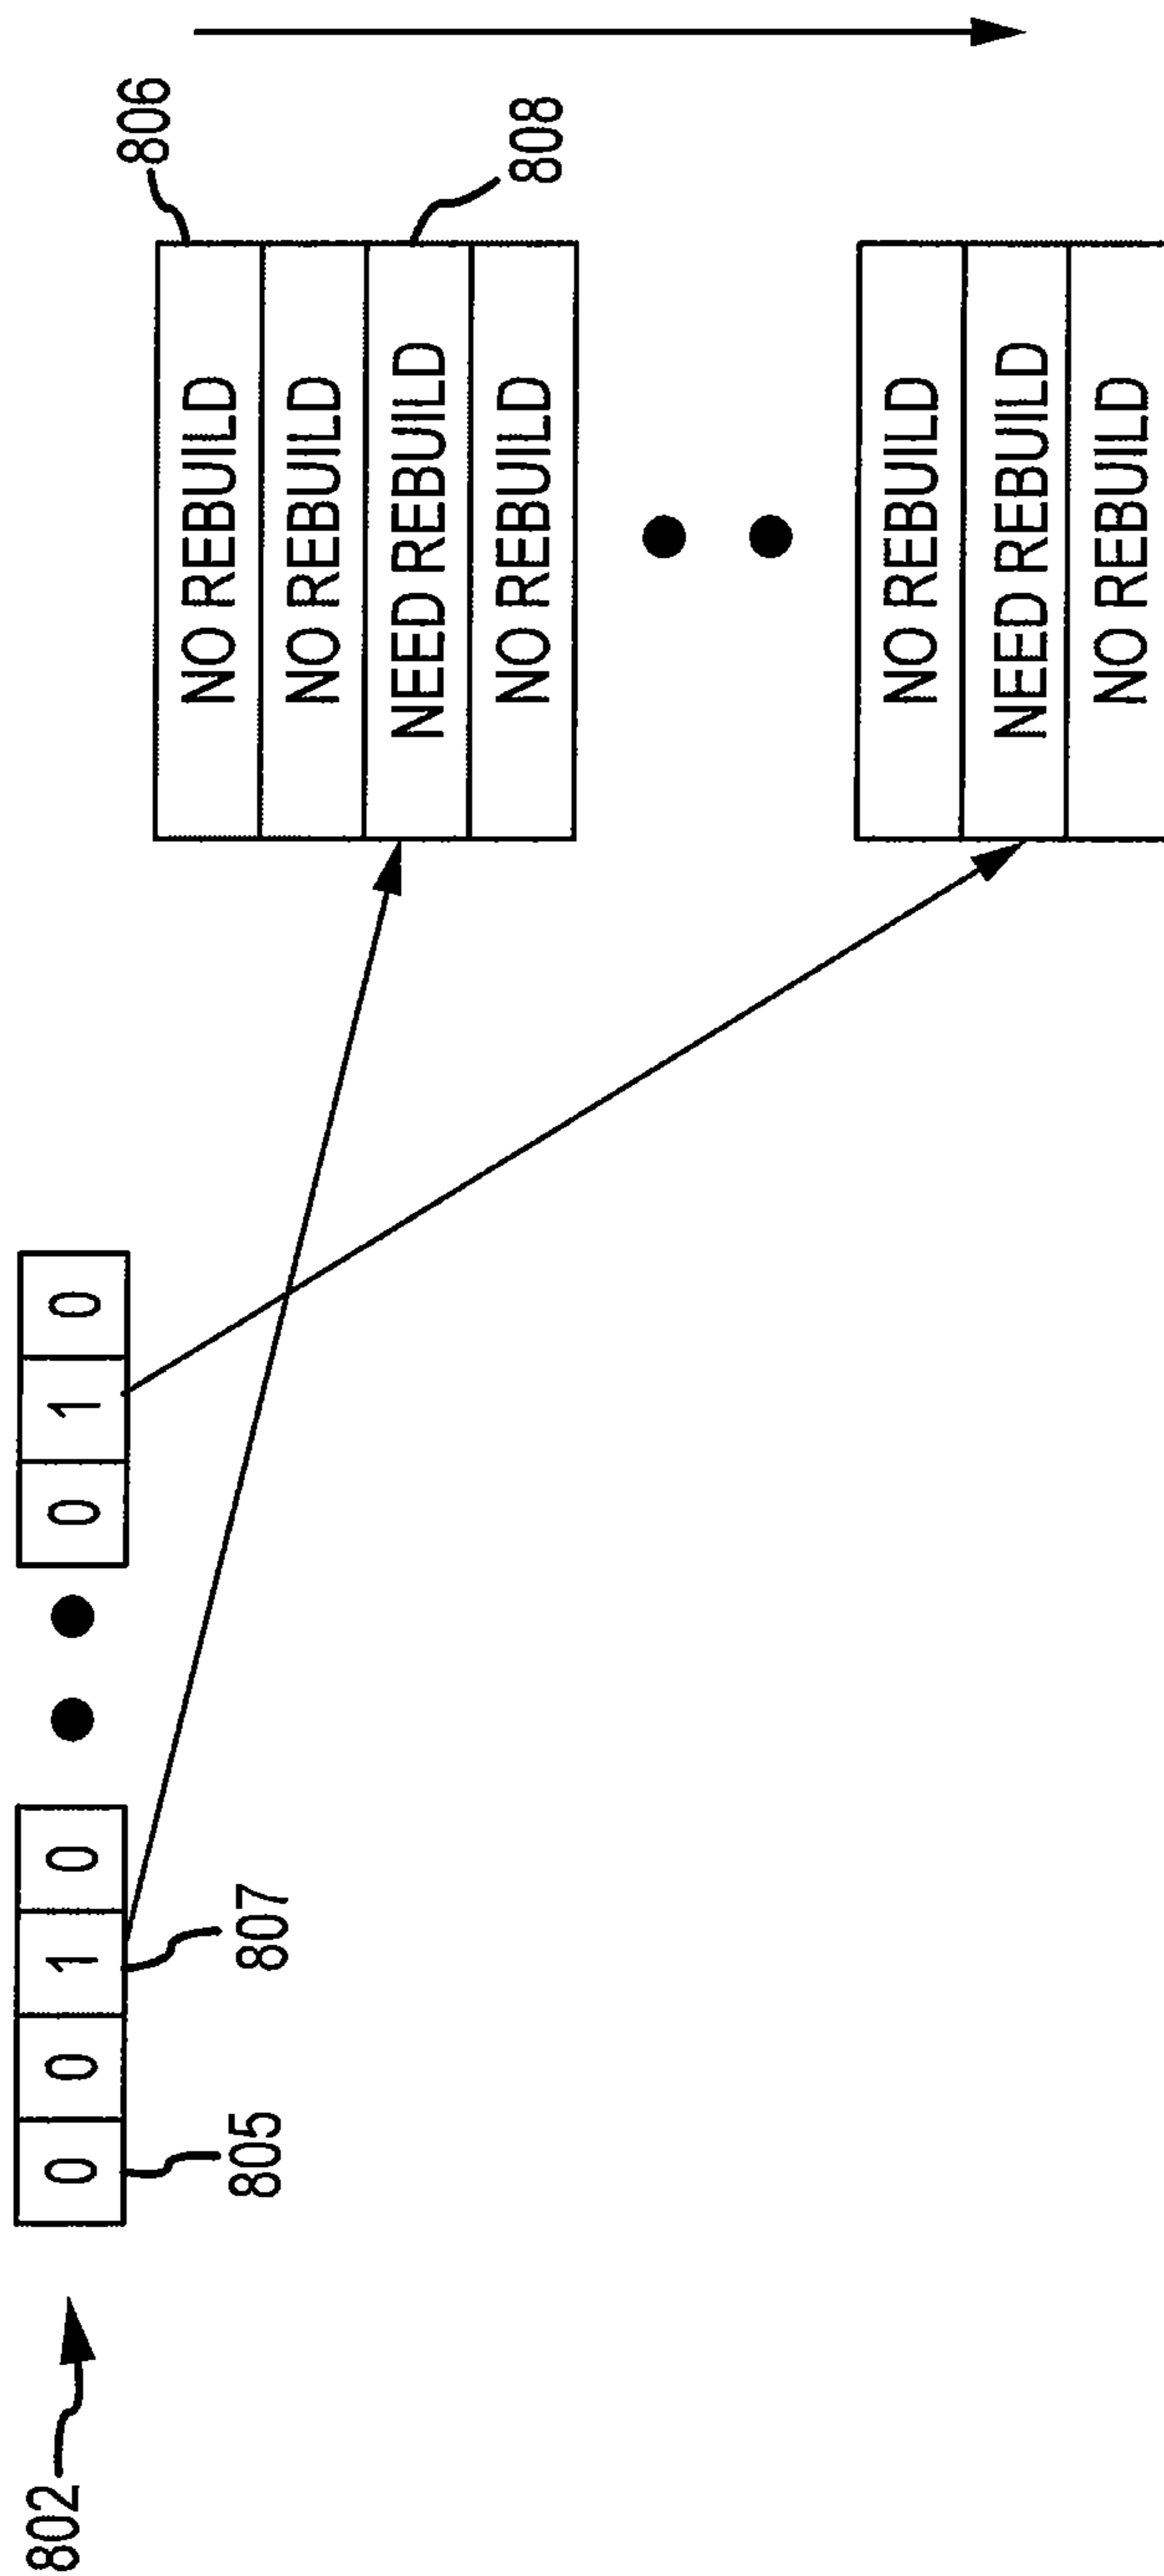 802
0 0 1 0 0 1 0
805
807
806
NO REBUILD
NO REBUILD
NEED REBUILD
808
NO REBUILD
NO REBUILD
NEED REBUILD
NO REBUILD